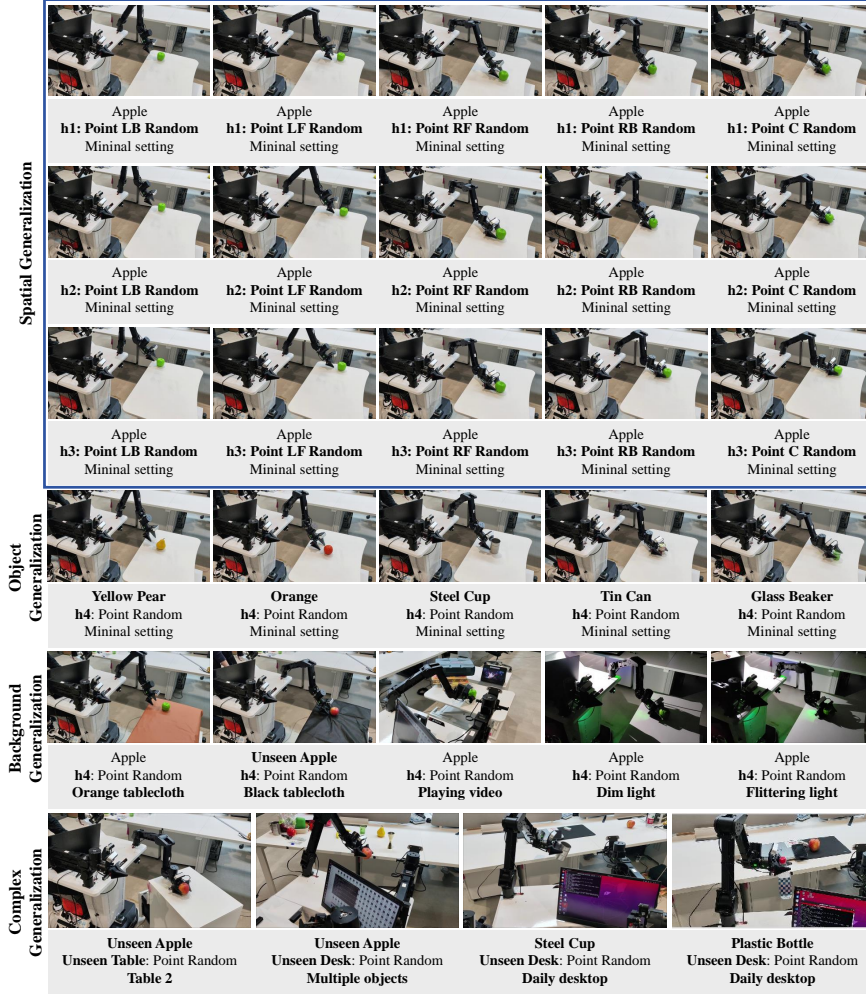 Spatial Generalization
Apple
h1: Point LB Random
Mininal setting
Apple
h1: Point LF Random
Mininal setting
Apple
h1: Point RF Random
Mininal setting
Apple
h1: Point RB Random
Mininal setting
Apple
h1: Point C Random
Mininal setting
Apple
h2: Point LB Random
Mininal setting
Apple
h2: Point LF Random
Mininal setting
Apple
h2: Point RF Random
Mininal setting
Apple
h2: Point RB Random
Mininal setting
Apple
h2: Point C Random
Mininal setting
Apple
h3: Point LB Random
Mininal setting
Apple
h3: Point LF Random
Mininal setting
Apple
h3: Point RF Random
Mininal setting
Apple
h3: Point RB Random
Mininal setting
Apple
h3: Point C Random
Mininal setting
Object
Generalization
Yellow Pear
h4: Point Random
Mininal setting
Orange
h4: Point Random
Mininal setting
Steel Cup
h4: Point Random
Mininal setting
Tin Can
h4: Point Random
Mininal setting
Glass Beaker
h4: Point Random
Mininal setting
Background
Generalization
Apple
h4: Point Random
Orange tablecloth
Unseen Apple
h4: Point Random
Black tablecloth
Apple
h4: Point Random
Playing video
Apple
h4: Point Random
Dim light
Apple
h4: Point Random
Flittering light
Complex
Generalization
Unseen Apple
Unseen Table: Point Random
Table 2
Unseen Apple
Unseen Desk: Point Random
Multiple objects
Steel Cup
Unseen Desk: Point Random
Daily desktop
Plastic Bottle
Unseen Desk: Point Random
Daily desktop